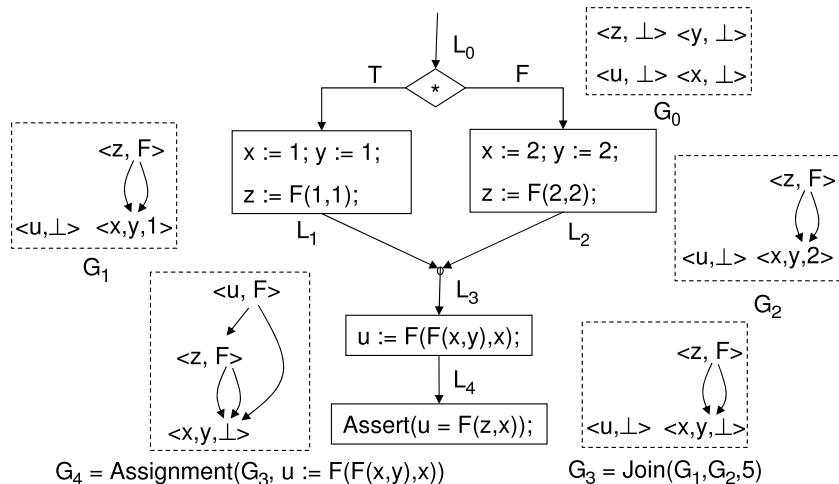 L0
<z, ⊥> <y, ⊥>
<u, ⊥> <x, ⊥>
G0
T
*
F
x := 1; y := 1;
z := F(1,1);
x := 2; y := 2;
z := F(2,2);
<z, F>
<u,⊥> <x,y,1>
G1
<z, F>
<u,⊥> <x,y,2>
G2
L1
L2
L3
<u, F>
<z, F>
<x,y,⊥>
u := F(F(x,y),x);
L4
Assert(u = F(z,x));
<z, F>
<u,⊥> <x,y,⊥>
G4 = Assignment(G3, u := F(F(x,y),x))
G3 = Join(G1,G2,5)